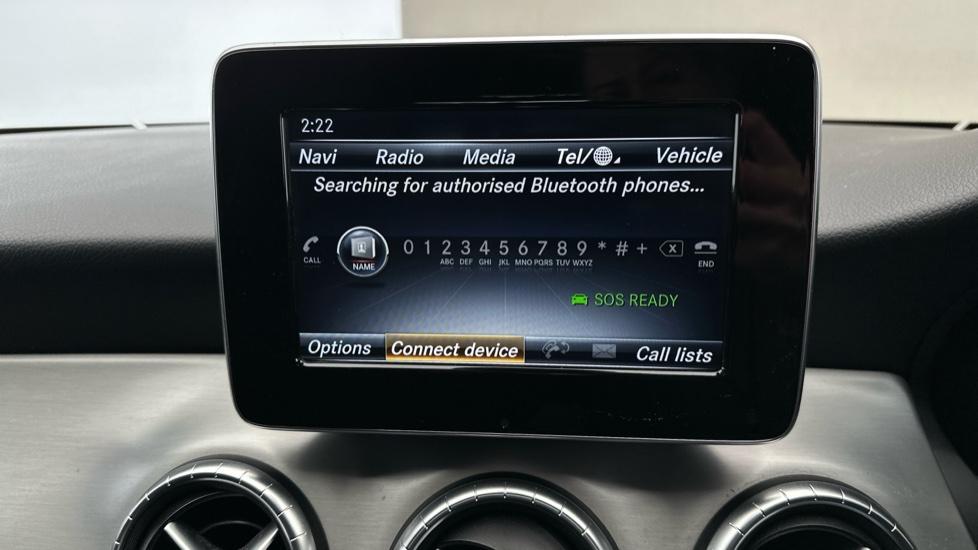 2:22
Navi Radio Media Tel/ Vehicle
Searching for authorised Bluetooth phones...
CALL NAME 0 1 2 3 4 5 6 7 8 9 * # + X END
ABC DEF GHI JKL MNO PQRS TUV WXYZ
SOS READY
Options Connect device Call lists